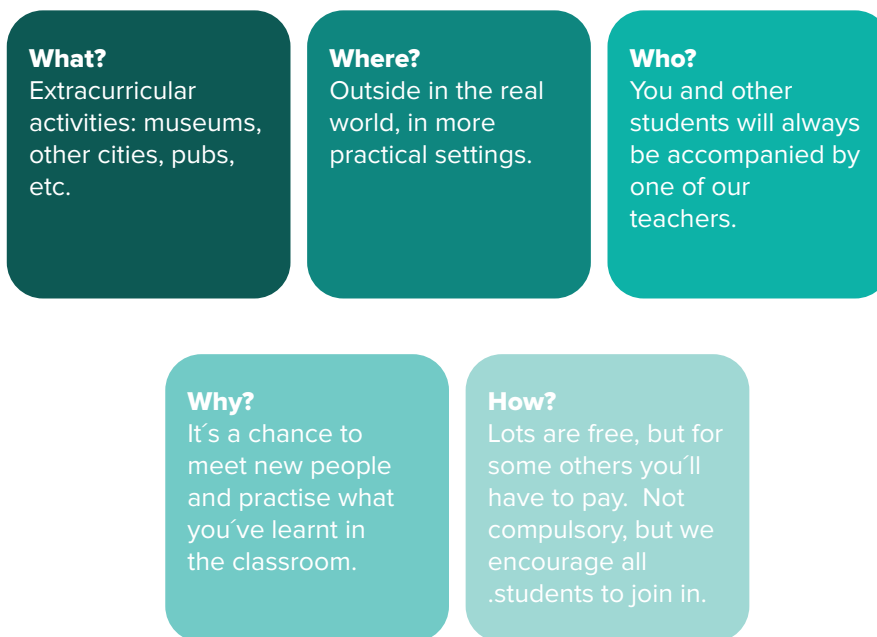 What?
Extracurricular
activities: museums,
other cities, pubs,
etc.
Where?
Outside in the real
world, in more
practical settings.
Who?
You and other
students will always
be accompanied by
one of our
teachers.
Why?
It´s a chance to
meet new people
and practise what
you´ve learnt in
the classroom.
How?
Lots are free, but for
some others you´ll
have to pay.  Not
compulsory, but we
encourage all
.students to join in.